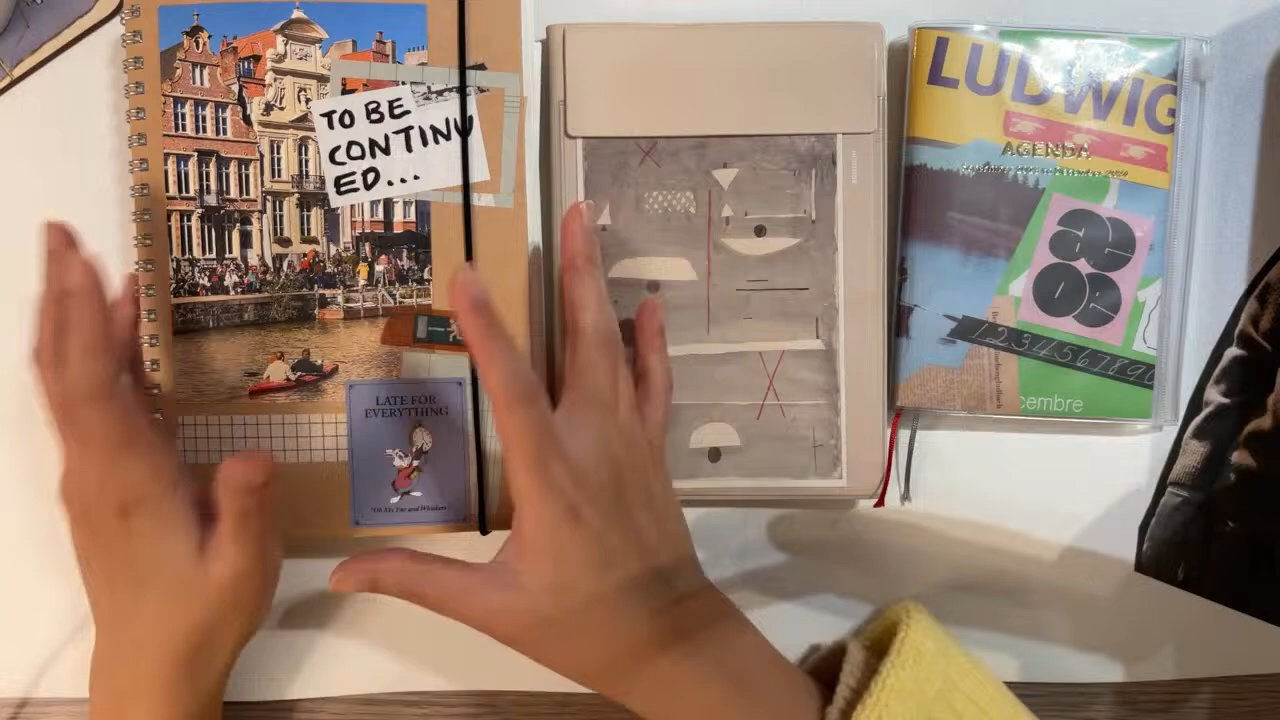 TO BE
CONTINU
ED...
LATE FOR
EVERYTHING
LUDWIG
AGENDA
1234567890
cembre